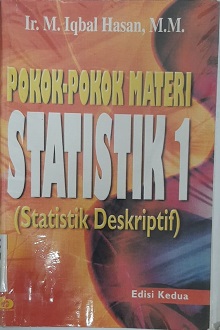 Ir. M. Iqbal Hasan, M.M.
POKOK-POKOK MATERI
STATISTIK 1
(Statistik Deskriptif)
Edisi Kedua